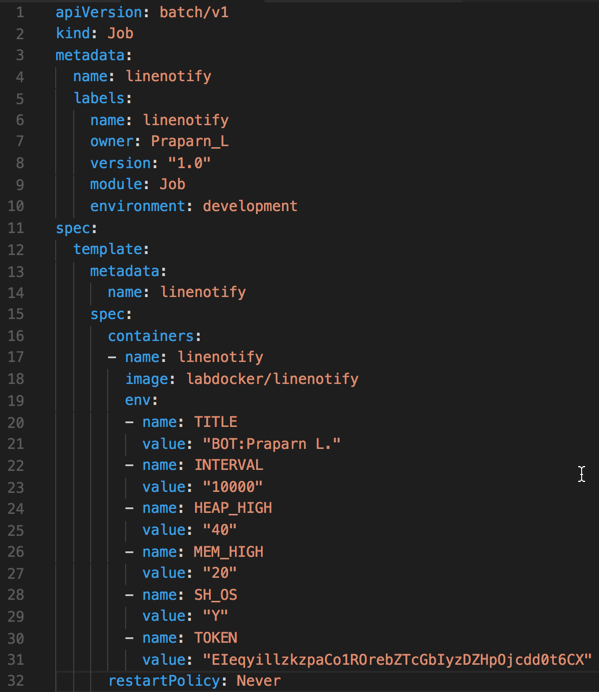 1 apiVersion: batch/v1
2 kind: Job
3 metadata:
4   name: linenotify
5   labels:
6     name: linenotify
7     owner: Praparn_L
8     version: "1.0"
9     module: Job
10     environment: development
11 spec:
12   template:
13     metadata:
14       name: linenotify
15     spec:
16       containers:
17       - name: linenotify
18         image: labdocker/linenotify
19         env:
20         - name: TITLE
21           value: "BOT:Praparn L."
22         - name: INTERVAL
23           value: "10000"
24         - name: HEAP_HIGH
25           value: "40"
26         - name: MEM_HIGH
27           value: "20"
28         - name: SH_OS
29           value: "Y"
30         - name: TOKEN
31           value: "EIeqyillzkzpaCo1ROrebZTcGbIyzDZHpOjcdd0t6CX"
32       restartPolicy: Never